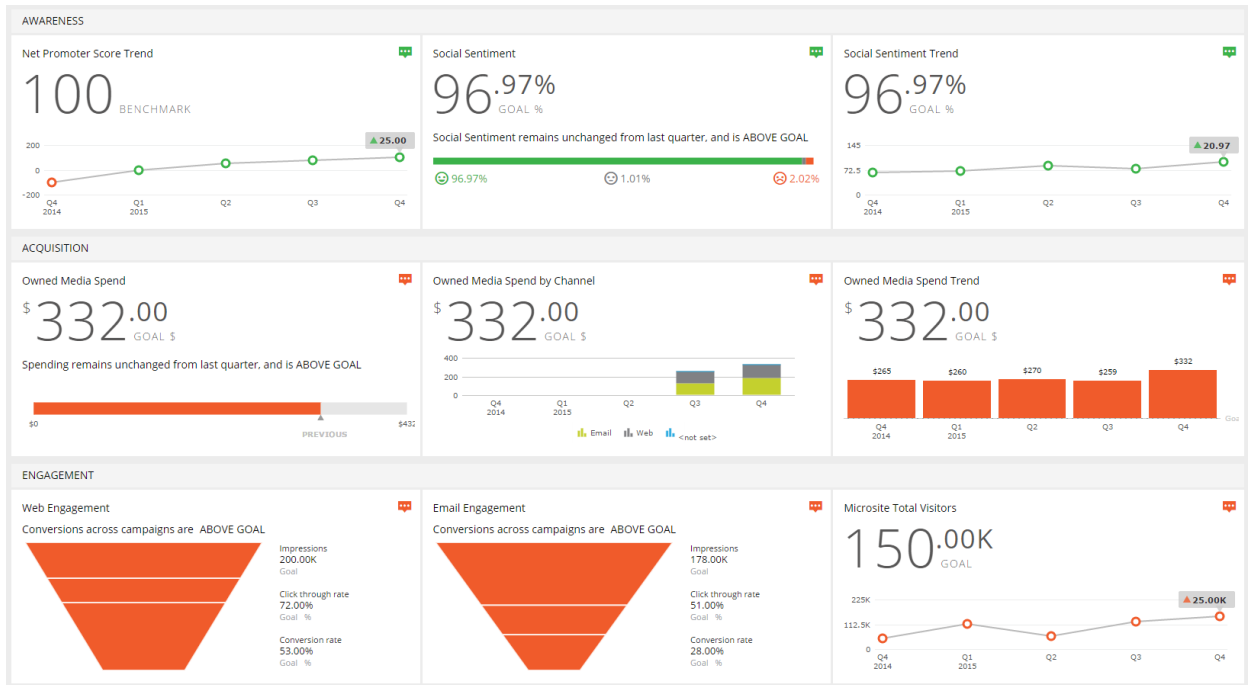 AWARENESS
Net Promoter Score Trend
100 BENCHMARK
▲25.00
200
0
-200
Q4 Q1 Q2 Q3 Q4
2014 2015
Social Sentiment
96.97%
GOAL %
Social Sentiment remains unchanged from last quarter, and is ABOVE GOAL
96.97% 1.01% 2.02%
Social Sentiment Trend
96.97%
GOAL %
▲20.97
145
72.5
0
Q4 Q1 Q2 Q3 Q4
2014 2015
ACQUISITION
Owned Media Spend
$332.00
GOAL $
Spending remains unchanged from last quarter, and is ABOVE GOAL
$0 $432
PREVIOUS
Owned Media Spend by Channel
$332.00
GOAL $
400
200
0
Q4 Q1 Q2 Q3 Q4
2014 2015
Email Web <not set>
Owned Media Spend Trend
$332.00
GOAL $
$265 $260 $270 $259 $332
Q4 Q1 Q2 Q3 Q4
2014 2015
ENGAGEMENT
Web Engagement
Conversions across campaigns are ABOVE GOAL
Impressions
200.00K
Goal
Click through rate
72.00%
Goal %
Conversion rate
53.00%
Goal %
Email Engagement
Conversions across campaigns are ABOVE GOAL
Impressions
178.00K
Goal
Click through rate
51.00%
Goal %
Conversion rate
28.00%
Goal %
Microsite Total Visitors
150.00K
GOAL
▲25.00K
225K
112.5K
0
Q4 Q1 Q2 Q3 Q4
2014 2015